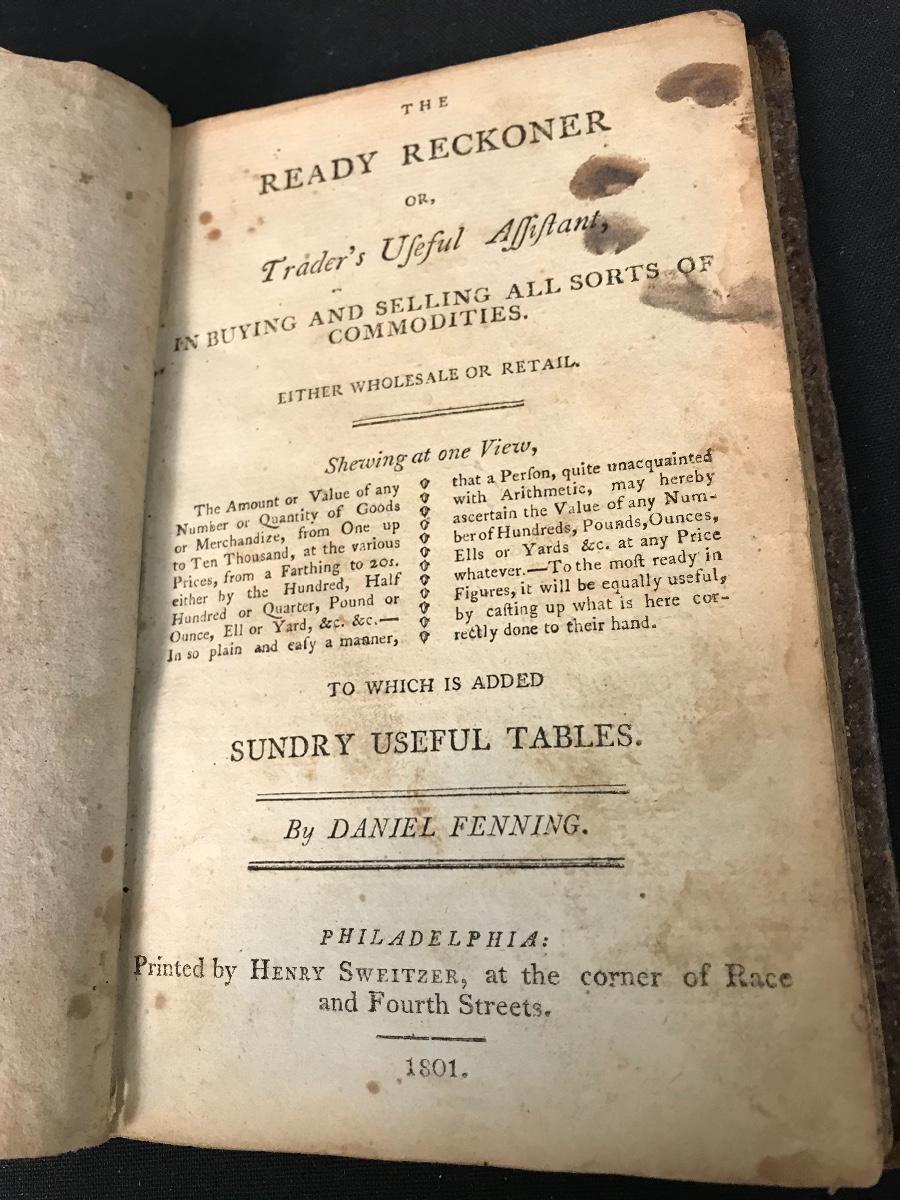 THE
READY RECKONER
OR,
Trader's Uſeful Aſſiſtant,
IN BUYING AND SELLING ALL SORTS OF
COMMODITIES.
EITHER WHOLESALE OR RETAIL.
Shewing at one View,
The Amount or Value of any
Number or Quantity of Goods
or Merchandize, from One up
to Ten Thouſand, at the various
Prices, from a Farthing to 20s.
either by the Hundred, Half
Hundred or Quarter, Pound or
Ounce, Ell or Yard, &c. &c.—
In so plain and eaſy a manner,
that a Perſon, quite unacquainted
with Arithmetic, may hereby
ascertain the Value of any Num-
ber of Hundreds, Pounds, Ounces,
Ells or Yards &c. at any Price
whatever.—To the moſt ready in
Figures, it will be equally useful,
by caſting up what is here cor-
rectly done to their hand.
TO WHICH IS ADDED
SUNDRY USEFUL TABLES.
By DANIEL FENNING.
PHILADELPHIA:
Printed by HENRY SWEITZER, at the corner of Race
and Fourth Streets.
1801.